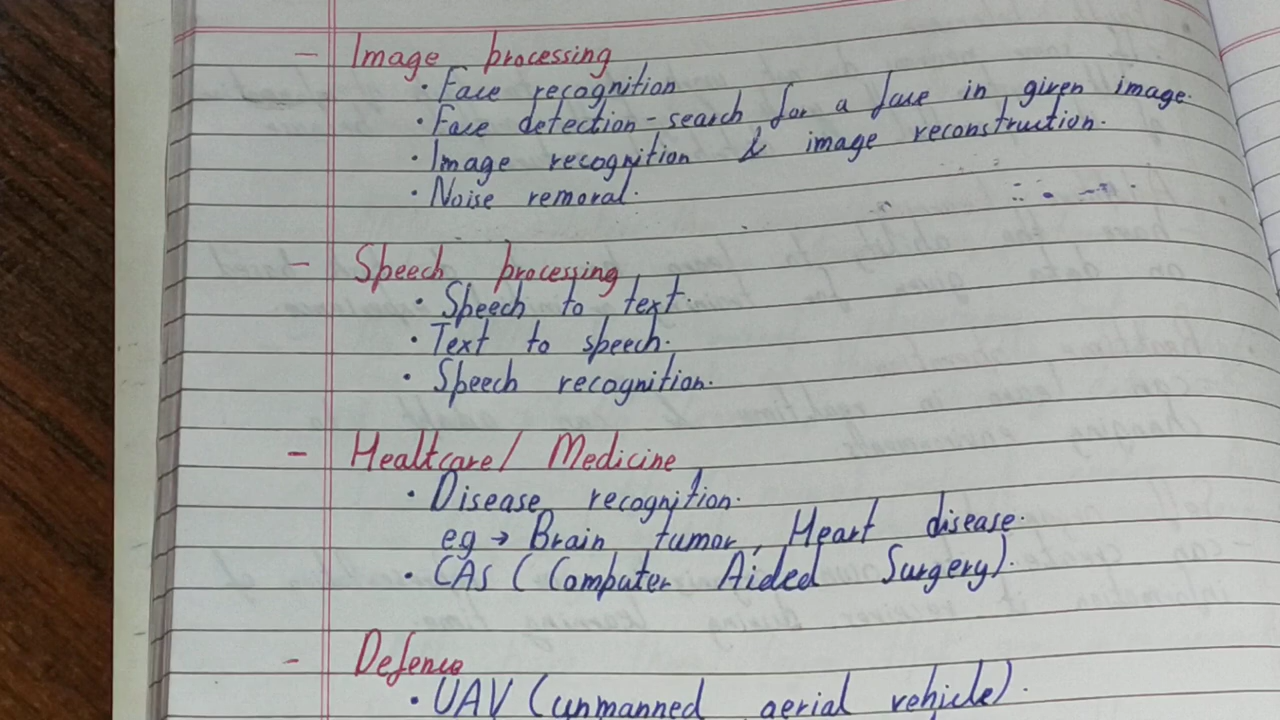 - Image processing
· Face recognition
· Face detection - search for a face in given image.
· Image recognition & image reconstruction.
· Noise removal.
- Speech processing
· Speech to text.
· Text to speech.
· Speech recognition.
- Healtcare/ Medicine
· Disease recognition.
eg → Brain tumor, Heart disease.
· CAS (Computer Aided Surgery).
- Defence
· UAV (unmanned aerial vehicle).